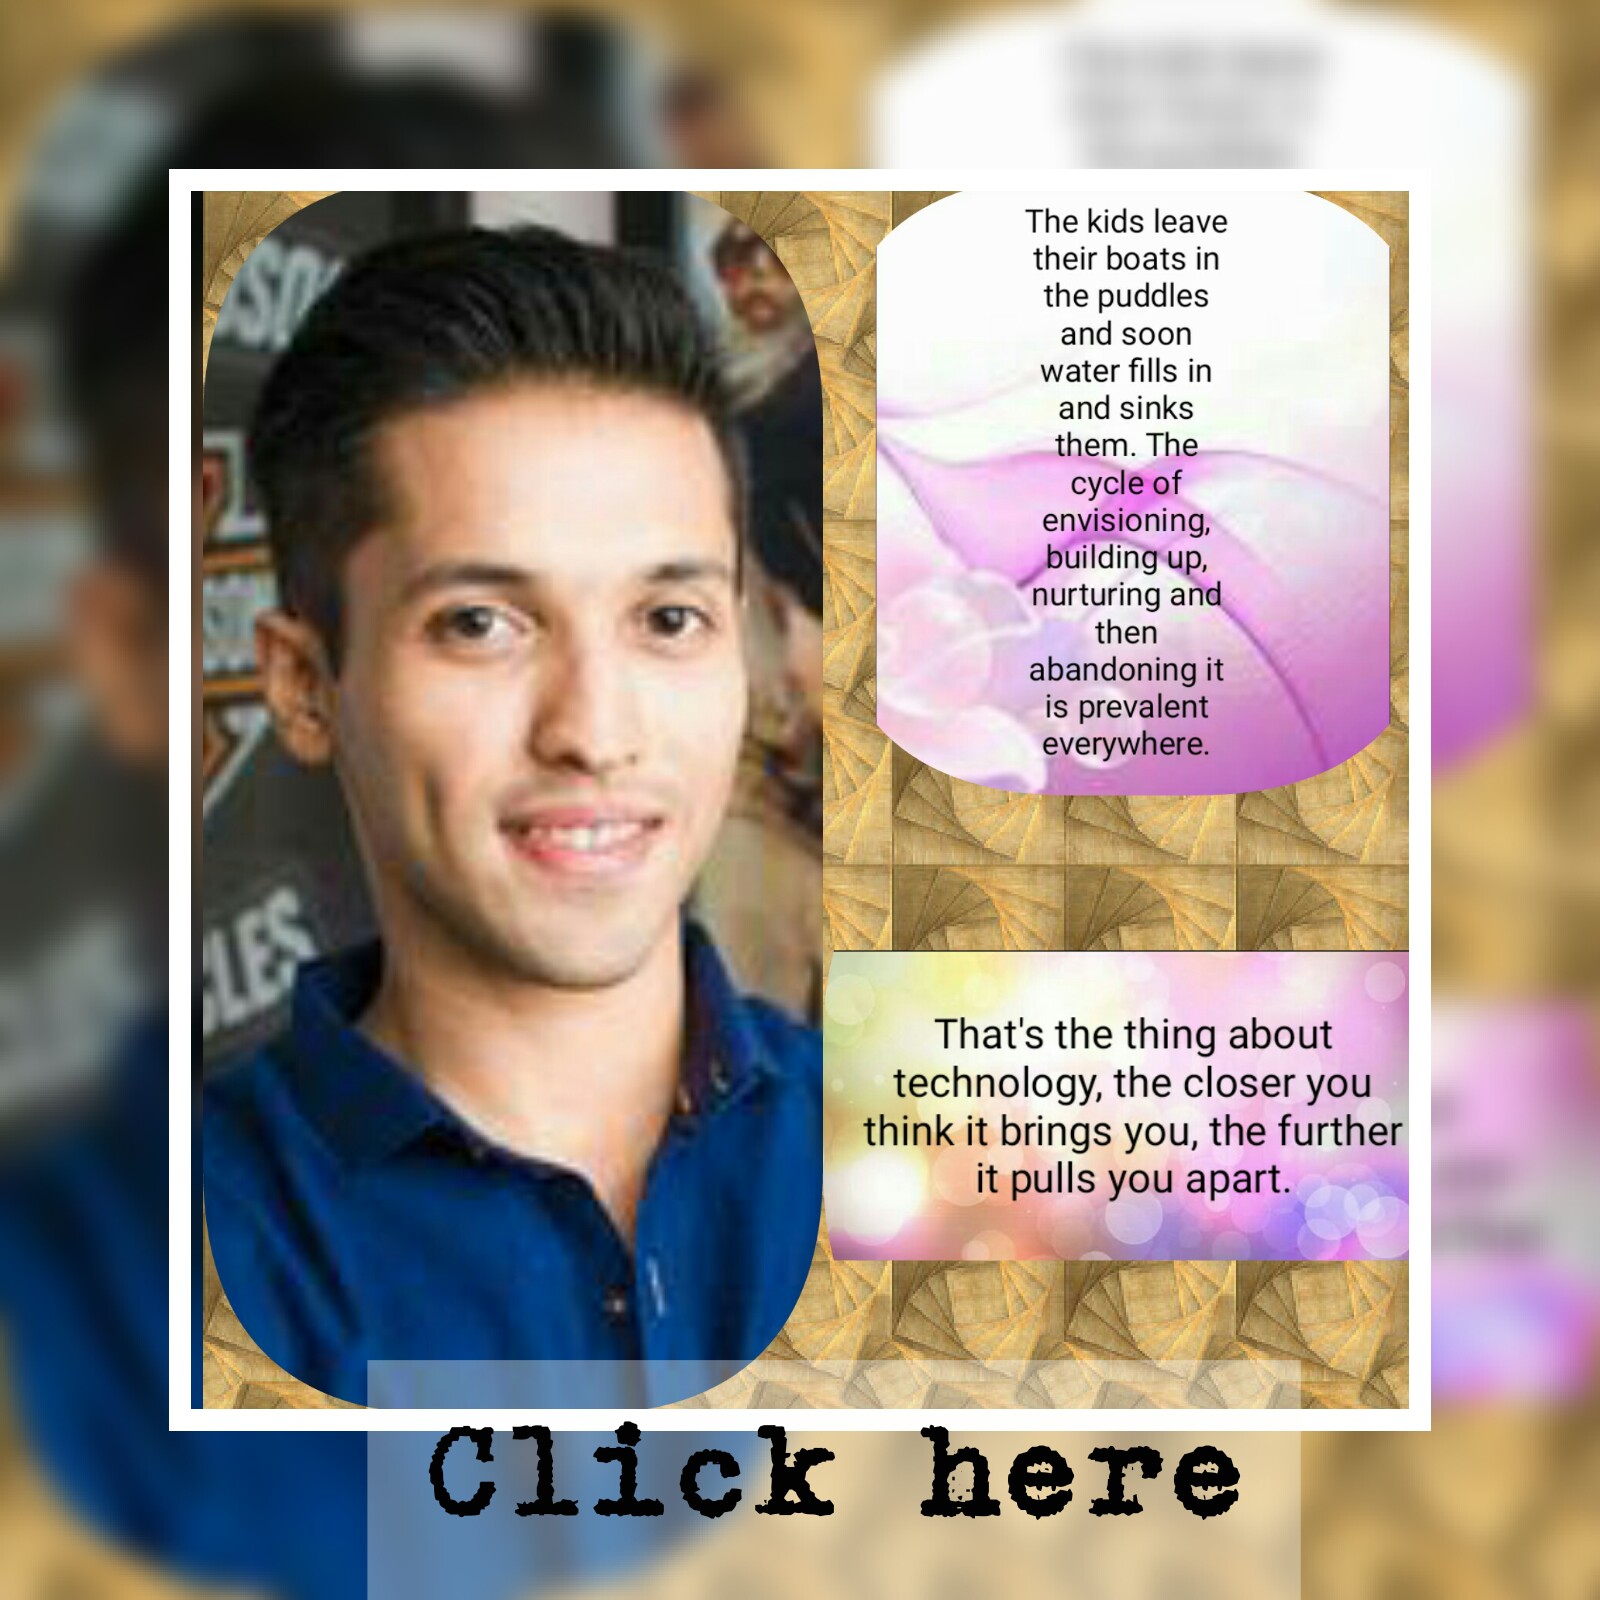 The kids leave
their boats in
the puddles
and soon
water fills in
and sinks
them. The
cycle of
envisioning,
building up,
nurturing and
then
abandoning it
is prevalent
everywhere.
That's the thing about
technology, the closer you
think it brings you, the further
it pulls you apart.
Click here